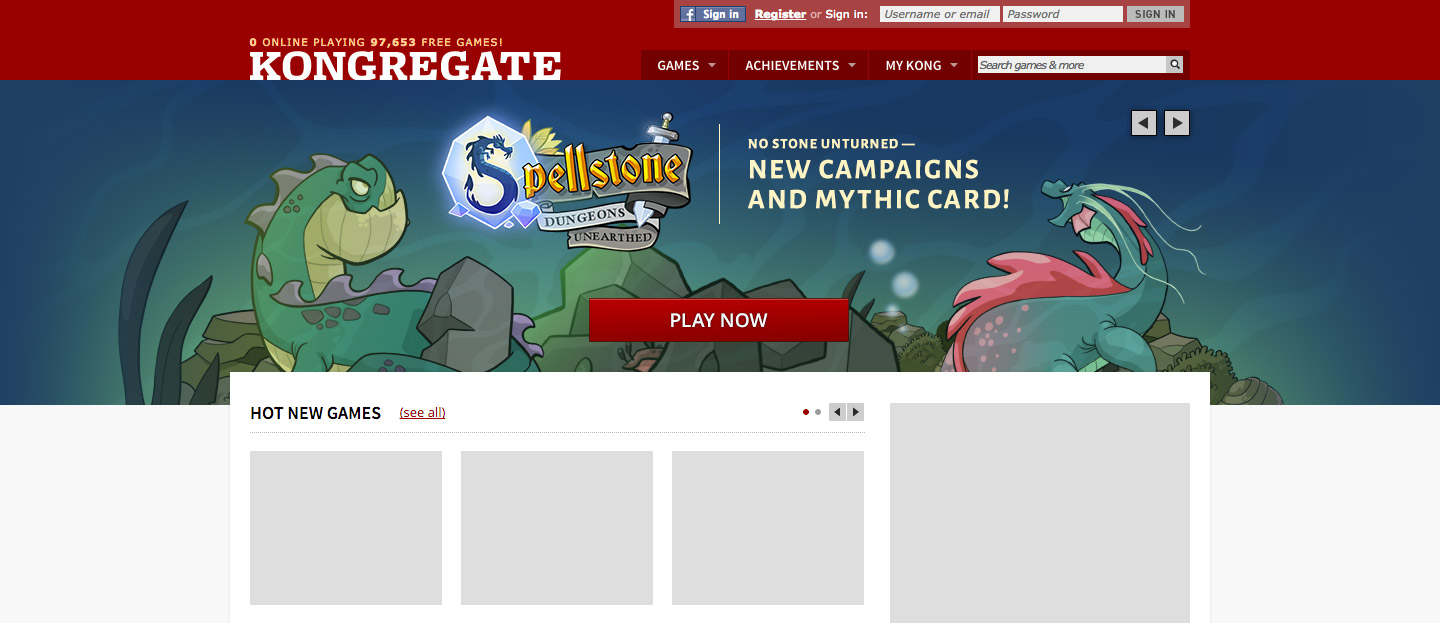 f Sign in Register or Sign in: Username or email Password SIGN IN
0 ONLINE PLAYING 97,653 FREE GAMES!
KONGREGATE
GAMES ACHIEVEMENTS MY KONG Search games & more
Spellstone
DUNGEONS
UNEARTHED
NO STONE UNTURNED —
NEW CAMPAIGNS
AND MYTHIC CARD!
PLAY NOW
HOT NEW GAMES (see all)